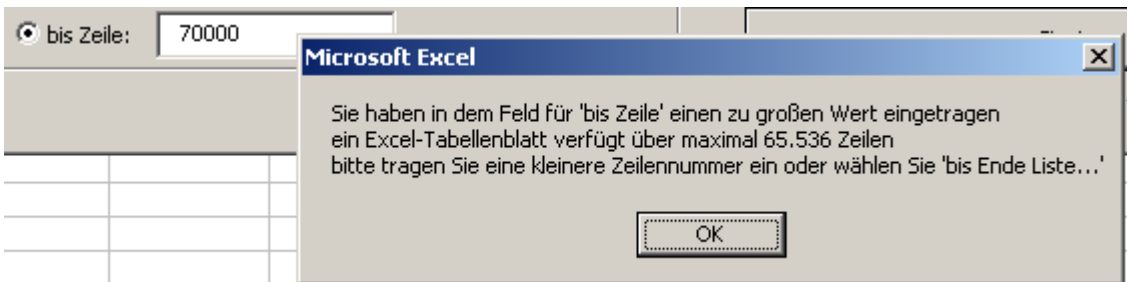 bis Zeile:
70000
Microsoft Excel
Sie haben in dem Feld für 'bis Zeile' einen zu großen Wert eingetragen
ein Excel-Tabellenblatt verfügt über maximal 65.536 Zeilen
bitte tragen Sie eine kleinere Zeilennummer ein oder wählen Sie 'bis Ende Liste...'
OK